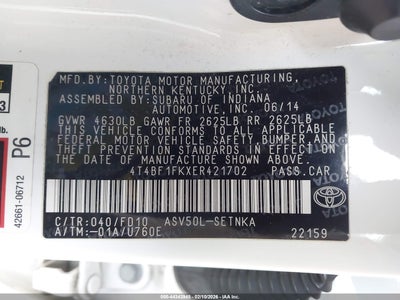 MFD.BY:TOYOTA MOTOR MANUFACTURING,
NORTHERN KENTUCKY,INC.
ASSEMBLED BY:SUBARU OF INDIANA
AUTOMOTIVE,INC. 06/14
GVWR 4630LB GAWR FR 2625LB RR 2625LB
THIS VEHICLE CONFORMS TO ALL APPLICABLE
FEDERAL MOTOR VEHICLE SAFETY,BUMPER,AND
THEFT PREVENTION STANDARDS IN EFFECT ON
THE DATE OF MANUFACTURE SHOWN ABOVE.
4T4BF1FKXER421702 PASS.CAR
C/TR:040/FD10 ASV50L-SETNKA
A/TM:-01A/U760E
TOYOTA
22159
P6
42661-06712
3
lb.